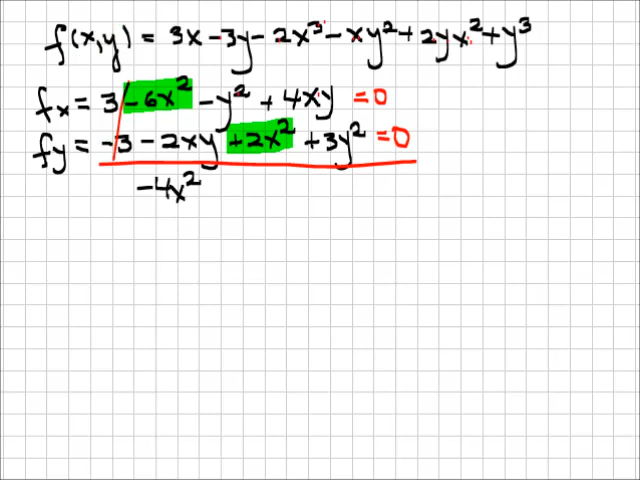 f(x,y) = 3x - 3y - 2x³ - xy² + 2yx² + y³
fx = 3 - 6x² - y² + 4xy = 0
fy = -3 - 2xy + 2x² + 3y² = 0
-4x²